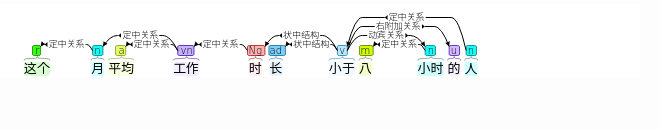 定中关系
定中关系 状中结构 右附加关系
定中关系 定中关系 定中关系 状中结构 动宾关系 定中关系
r n a vn Ng ad v m n u n
这个 月 平均 工作 时 长 小于 八 小时 的 人